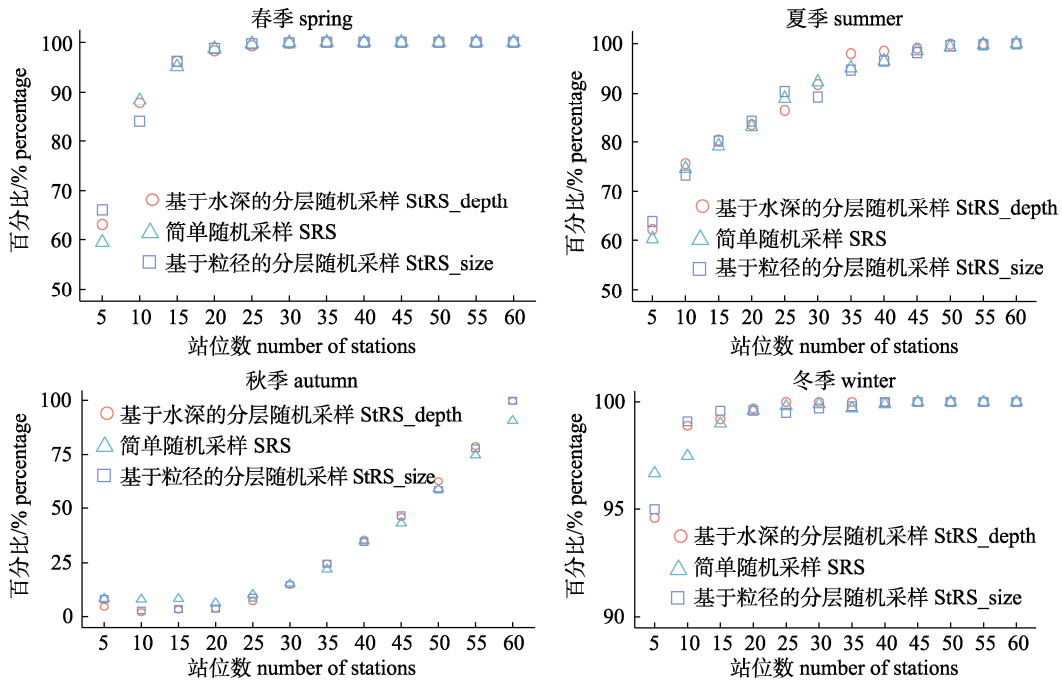 春季 spring
百分比/% percentage
100
90
80
70
60
50
基于水深的分层随机采样 StRS_depth
简单随机采样 SRS
基于粒径的分层随机采样 StRS_size
5 10 15 20 25 30 35 40 45 50 55 60
站位数 number of stations
夏季 summer
百分比/% percentage
100
90
80
70
60
50
基于水深的分层随机采样 StRS_depth
简单随机采样 SRS
基于粒径的分层随机采样 StRS_size
5 10 15 20 25 30 35 40 45 50 55 60
站位数 number of stations
秋季 autumn
百分比/% percentage
100
75
50
25
0
基于水深的分层随机采样 StRS_depth
简单随机采样 SRS
基于粒径的分层随机采样 StRS_size
5 10 15 20 25 30 35 40 45 50 55 60
站位数 number of stations
冬季 winter
百分比/% percentage
100
95
90
基于水深的分层随机采样 StRS_depth
简单随机采样 SRS
基于粒径的分层随机采样 StRS_size
5 10 15 20 25 30 35 40 45 50 55 60
站位数 number of stations